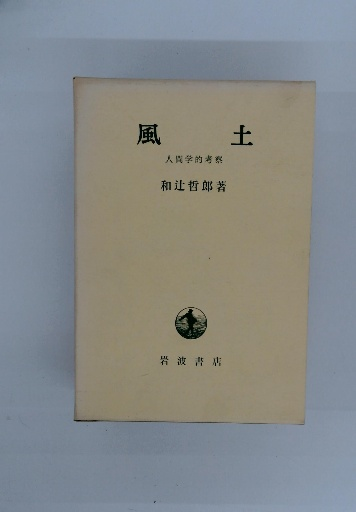 風土
人間学的考察
和辻哲郎著
岩波書店